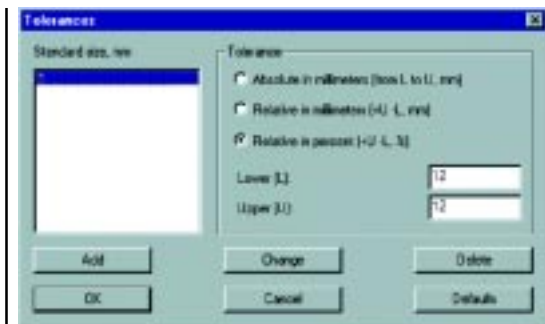 Tolerances
Standard size, mm
Tolerance
Absolute in millimeters (from L to U, mm)
Relative in millimeters (+U -L, mm)
Relative in percent (+U -L, %)
Lower (L):
12
Upper (U):
12
Add
Change
Delete
OK
Cancel
Defaults